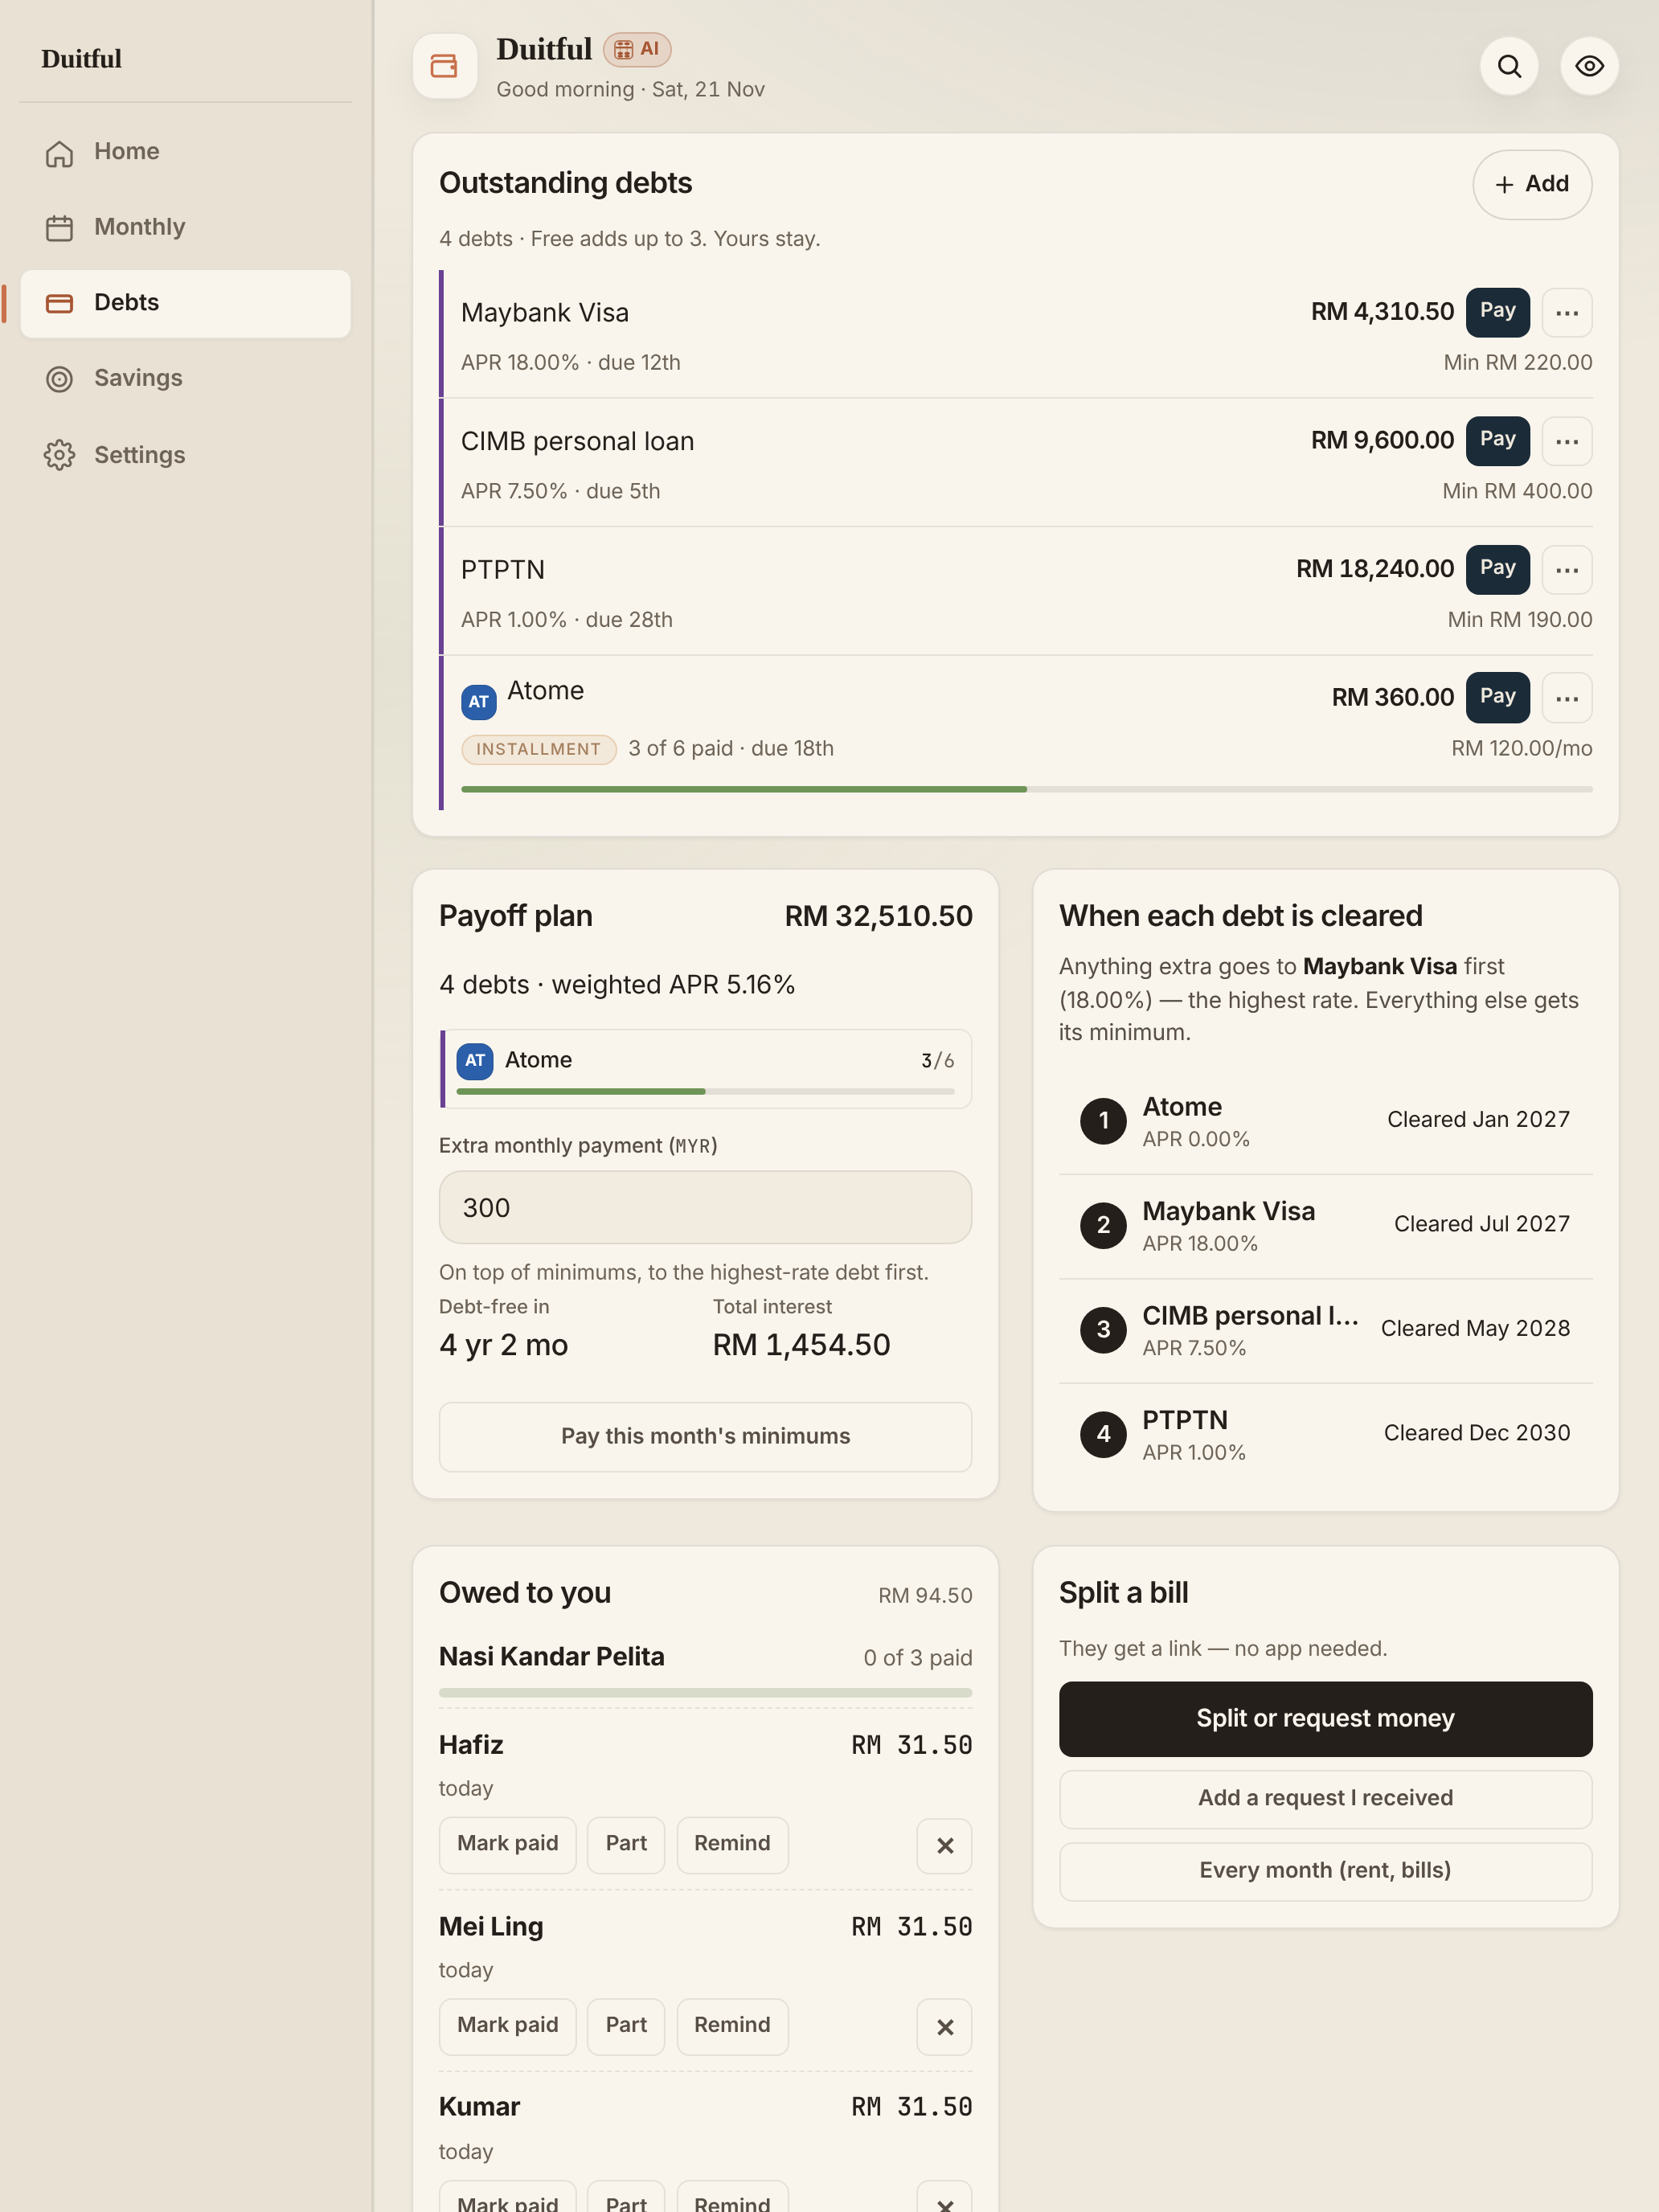 Duitful
Home
Monthly
Debts
Savings
Settings
Duitful
AI
Good morning · Sat, 21 Nov
Outstanding debts
+ Add
4 debts · Free adds up to 3. Yours stay.
Maybank Visa
RM 4,310.50
Pay
...
APR 18.00% · due 12th
Min RM 220.00
CIMB personal loan
RM 9,600.00
Pay
...
APR 7.50% · due 5th
Min RM 400.00
PTPTN
RM 18,240.00
Pay
...
APR 1.00% · due 28th
Min RM 190.00
AT
Atome
RM 360.00
Pay
...
INSTALLMENT
3 of 6 paid · due 18th
RM 120.00/mo
Payoff plan
RM 32,510.50
4 debts · weighted APR 5.16%
AT
Atome
3/6
Extra monthly payment (MYR)
300
On top of minimums, to the highest-rate debt first.
Debt-free in
Total interest
4 yr 2 mo
RM 1,454.50
Pay this month's minimums
When each debt is cleared
Anything extra goes to Maybank Visa first
(18.00%) — the highest rate. Everything else gets
its minimum.
1
Atome
APR 0.00%
Cleared Jan 2027
2
Maybank Visa
APR 18.00%
Cleared Jul 2027
3
CIMB personal l...
APR 7.50%
Cleared May 2028
4
PTPTN
APR 1.00%
Cleared Dec 2030
Owed to you
RM 94.50
Nasi Kandar Pelita
0 of 3 paid
Hafiz
RM 31.50
today
Mark paid
Part
Remind
✕
Mei Ling
RM 31.50
today
Mark paid
Part
Remind
✕
Kumar
RM 31.50
today
Mark paid
Part
Remind
✕
Split a bill
They get a link — no app needed.
Split or request money
Add a request I received
Every month (rent, bills)